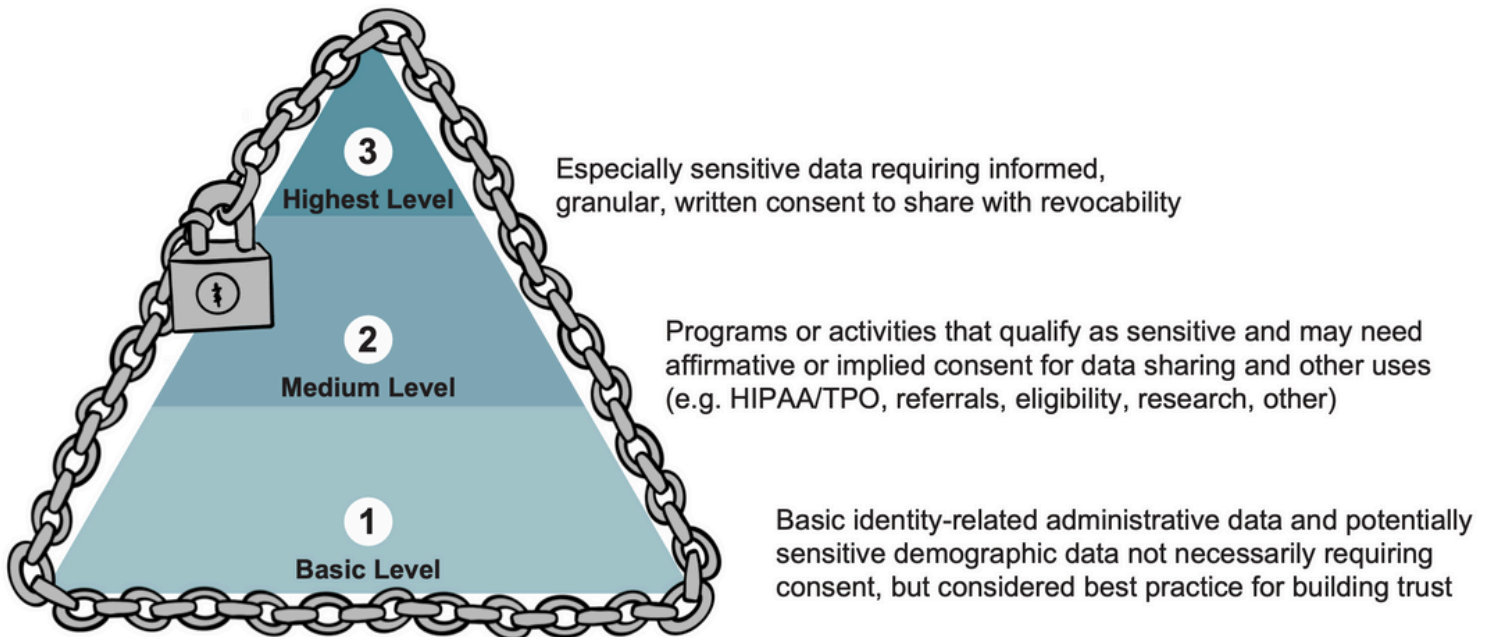 3
Highest Level
Especially sensitive data requiring informed,
granular, written consent to share with revocability
2
Medium Level
Programs or activities that qualify as sensitive and may need
affirmative or implied consent for data sharing and other uses
(e.g. HIPAA/TPO, referrals, eligibility, research, other)
1
Basic Level
Basic identity-related administrative data and potentially
sensitive demographic data not necessarily requiring
consent, but considered best practice for building trust